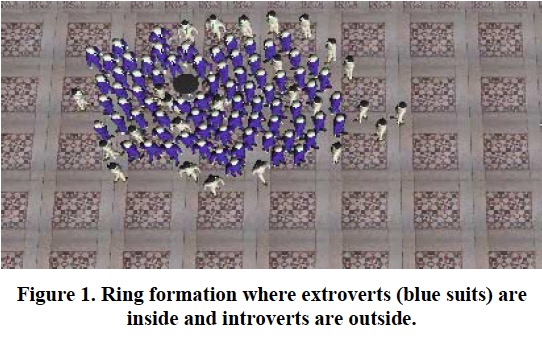 Figure 1. Ring formation where extroverts (blue suits) are
inside and introverts are outside.